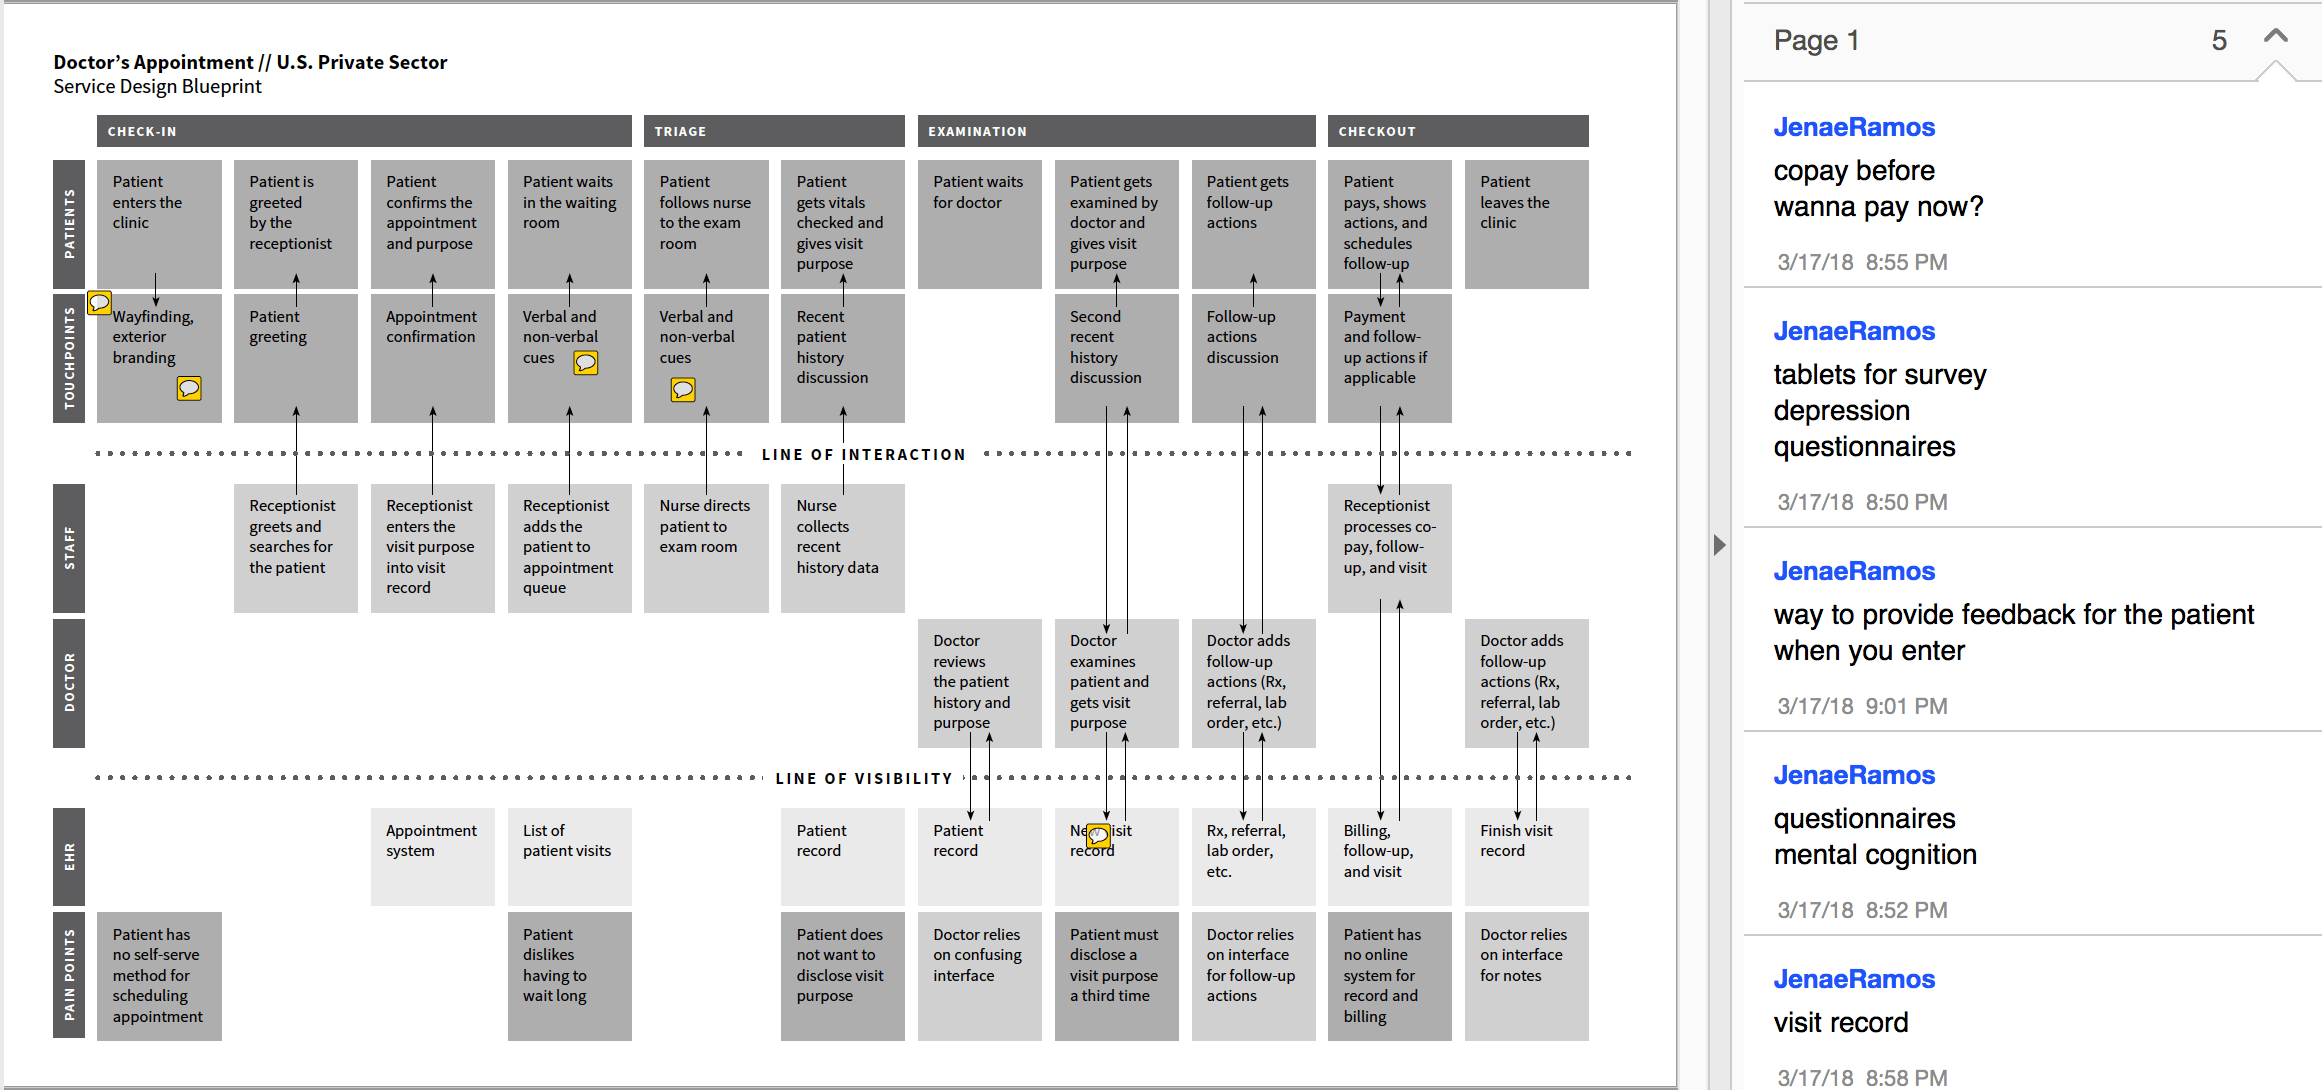 Doctor’s Appointment // U.S. Private Sector
Service Design Blueprint
CHECK-IN
TRIAGE
EXAMINATION
CHECKOUT
PATIENTS
Patient
enters the
clinic
Patient is
greeted
by the
receptionist
Patient
confirms the
appointment
and purpose
Patient waits
in the waiting
room
Patient
follows nurse
to the exam
room
Patient
gets vitals
checked and
gives visit
purpose
Patient waits
for doctor
Patient gets
examined by
doctor and
gives visit
purpose
Patient gets
follow-up
actions
Patient
pays, shows
actions, and
schedules
follow-up
Patient
leaves the
clinic
TOUCHPOINTS
Wayfinding,
exterior
branding
Patient
greeting
Appointment
confirmation
Verbal and
non-verbal
cues
Verbal and
non-verbal
cues
Recent
patient
history
discussion
Second
recent
history
discussion
Follow-up
actions
discussion
Payment
and follow-
up actions if
applicable
LINE OF INTERACTION
STAFF
Receptionist
greets and
searches for
the patient
Receptionist
enters the
visit purpose
into visit
record
Receptionist
adds the
patient to
appointment
queue
Nurse directs
patient to
exam room
Nurse
collects
recent
history data
Receptionist
processes co-
pay, follow-
up, and visit
DOCTOR
Doctor
reviews
the patient
history and
purpose
Doctor
examines
patient and
gets visit
purpose
Doctor adds
follow-up
actions (Rx,
referral, lab
order, etc.)
Doctor adds
follow-up
actions (Rx,
referral, lab
order, etc.)
LINE OF VISIBILITY
EHR
Appointment
system
List of
patient visits
Patient
record
Patient
record
New visit
record
Rx, referral,
lab order,
etc.
Billing,
follow-up,
and visit
Finish visit
record
PAIN POINTS
Patient has
no self-serve
method for
scheduling
appointment
Patient
dislikes
having to
wait long
Patient does
not want to
disclose visit
purpose
Doctor relies
on confusing
interface
Patient must
disclose a
visit purpose
a third time
Doctor relies
on interface
for follow-up
actions
Patient has
no online
system for
record and
billing
Doctor relies
on interface
for notes
Page 1 5
JenaeRamos
copay before
wanna pay now?
3/17/18 8:55 PM
JenaeRamos
tablets for survey
depression
questionnaires
3/17/18 8:50 PM
JenaeRamos
way to provide feedback for the patient
when you enter
3/17/18 9:01 PM
JenaeRamos
questionnaires
mental cognition
3/17/18 8:52 PM
JenaeRamos
visit record
3/17/18 8:58 PM